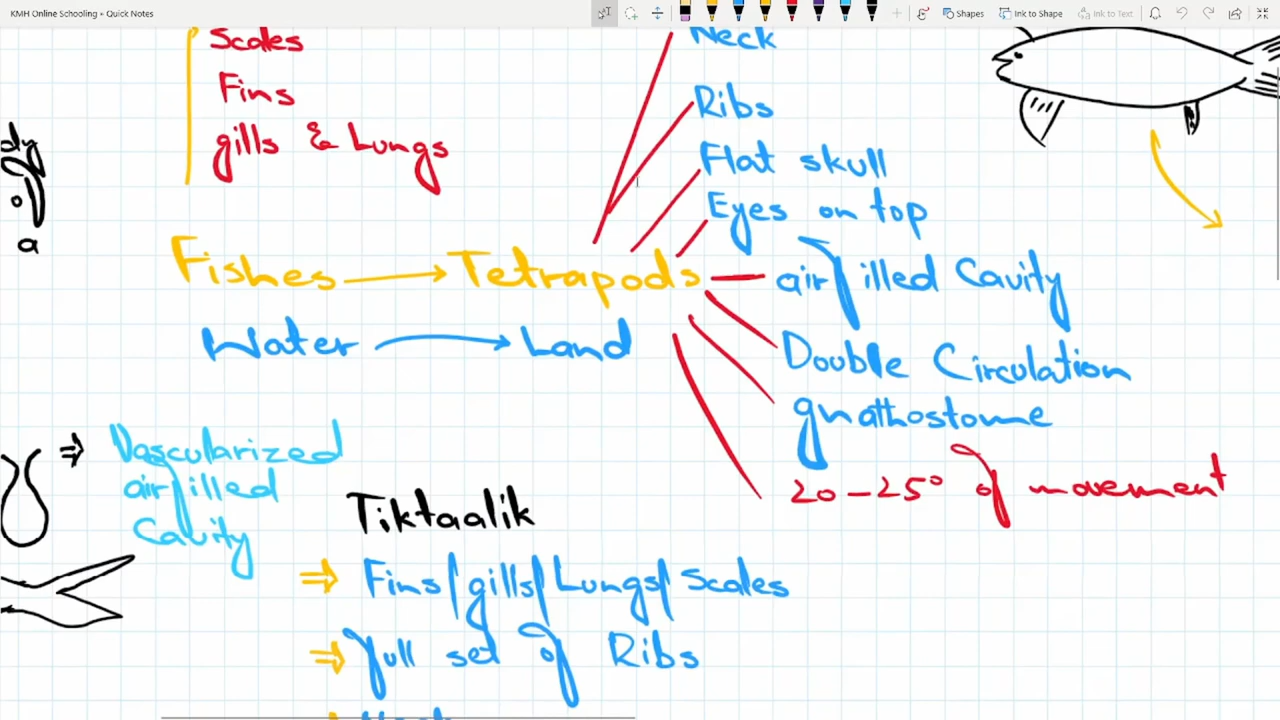 KMH Online Schooling • Quick Notes
Shapes
Ink to Shape
Ink to Text
Scales
Fins
gills & Lungs
dy
of
a
Fishes → Tetrapods
Water → Land
Neck
Ribs
Flat skull
Eyes on top
air filled Cavity
Double Circulation
gnathostome
20-25° of movement
⇒ Vascularized
air filled
Cavity
Tiktaalik
⇒ Fins/gills/Lungs/Scales
⇒ full set of Ribs